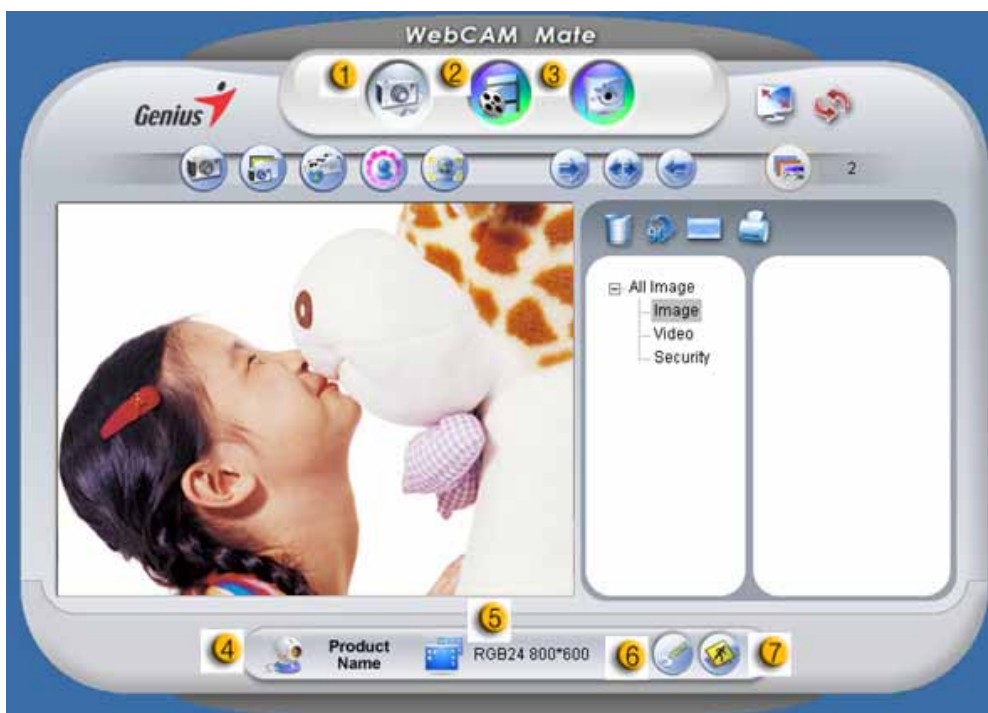 WebCAM Mate
1
2
3
Genius
2
All Image
Image
Video
Security
4
Product
Name
5
RGB24 800*600
6
7